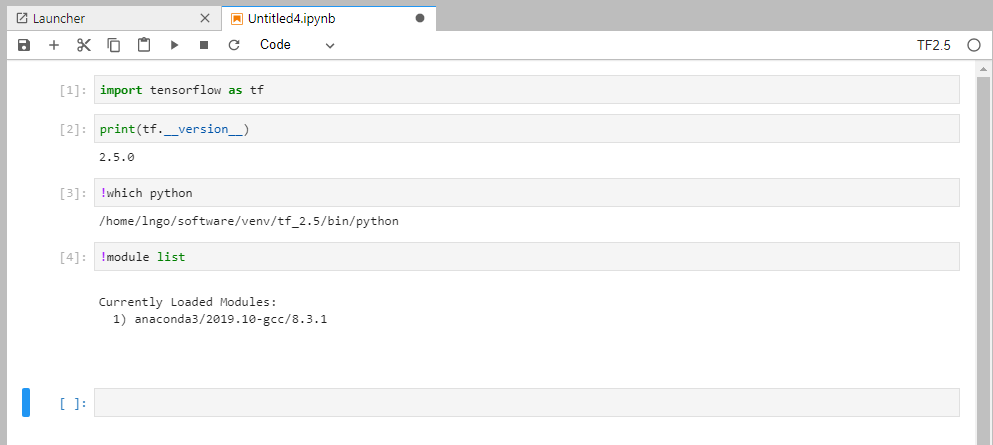 Launcher
Untitled4.ipynb
Code
TF2.5
[1]: import tensorflow as tf
[2]: print(tf.__version__)
2.5.0
[3]: !which python
/home/lngo/software/venv/tf_2.5/bin/python
[4]: !module list
Currently Loaded Modules:
1) anaconda3/2019.10-gcc/8.3.1
[ ]: